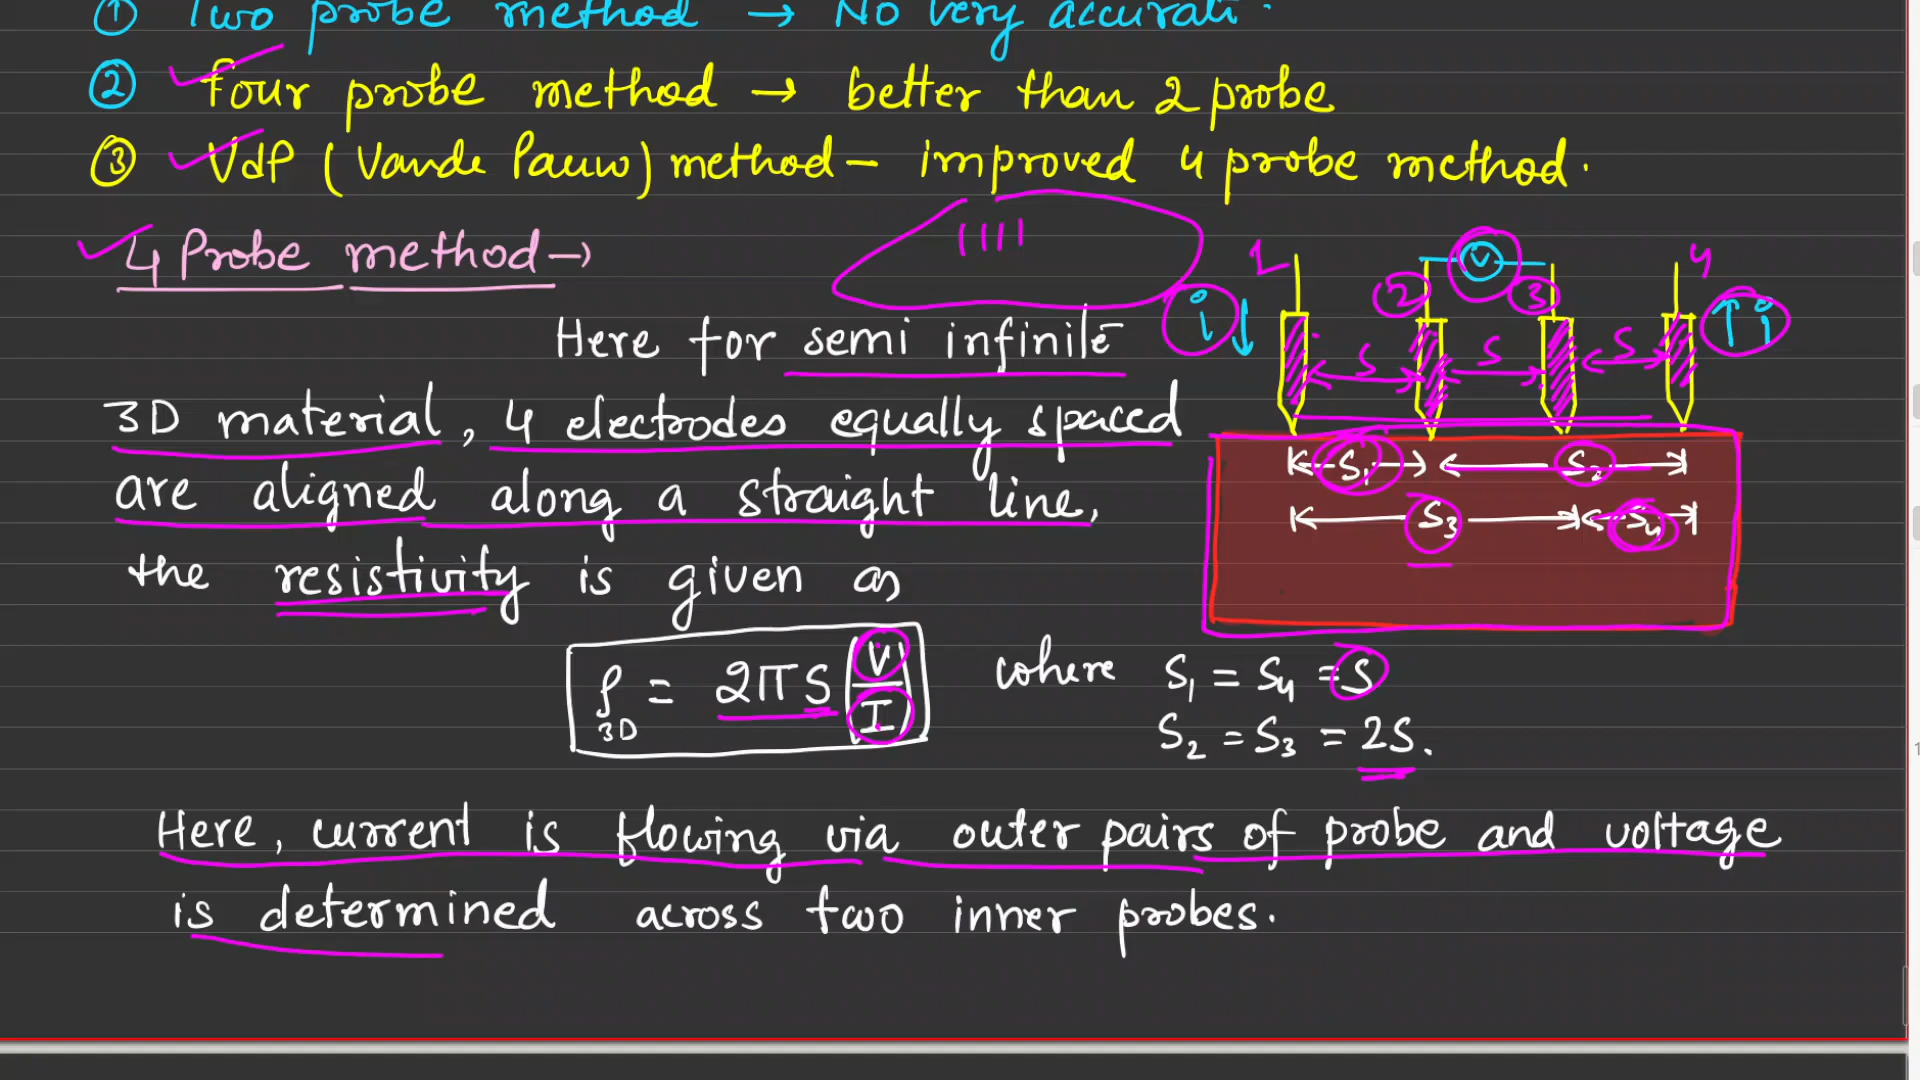 ① Two probe method → No very accurati.
② Four probe method → better than 2 probe
③ VdP (Vande Pauw) method – improved 4 probe method.
4 Probe method →
Here for semi infinite
3D material, 4 electrodes equally spaced
are aligned along a straight line,
the resistivity is given as
ρ3D = 2πS (V/I) where S1 = S4 = S
S2 = S3 = 2S.
1 2 V 3 4
i ↓ S S S ↑ i
S1 S2
S3 S4
Here, current is flowing via outer pairs of probe and voltage
is determined across two inner probes.